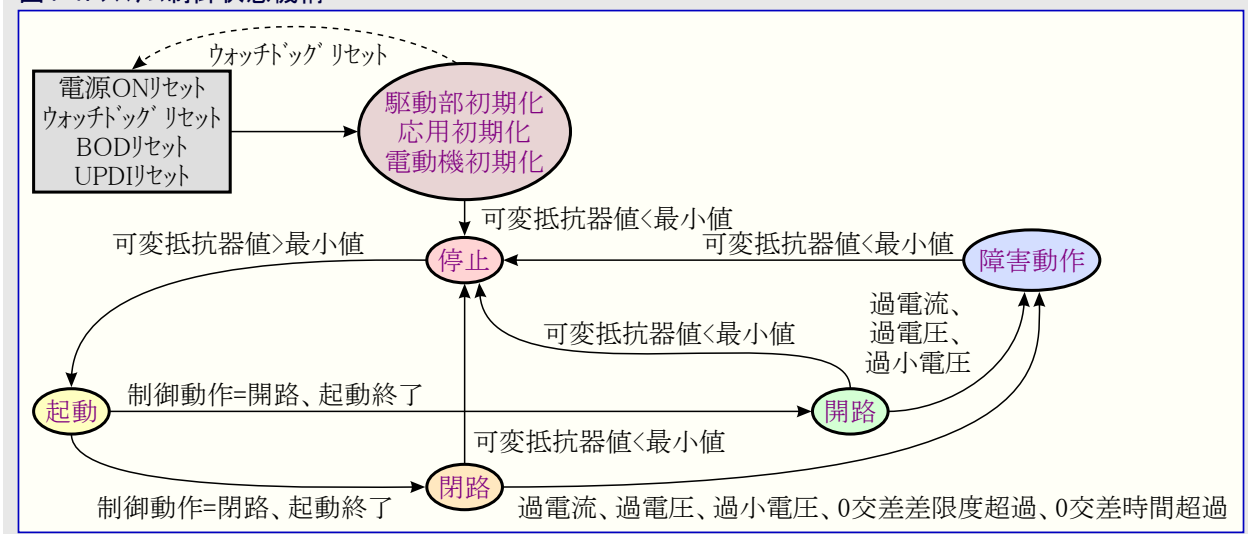 ウォッチドッグ リセット
電源ONリセット
ウォッチドッグ リセット
BODリセット
UPDIリセット
駆動部初期化
応用初期化
電動機初期化
可変抵抗器値<最小値
可変抵抗器値>最小値
可変抵抗器値<最小値
停止
障害動作
過電流、
過電圧、
過小電圧
可変抵抗器値<最小値
制御動作=開路、起動終了
起動
開路
可変抵抗器値<最小値
閉路
制御動作=閉路、起動終了
過電流、過電圧、過小電圧、0交差差限度超過、0交差時間超過